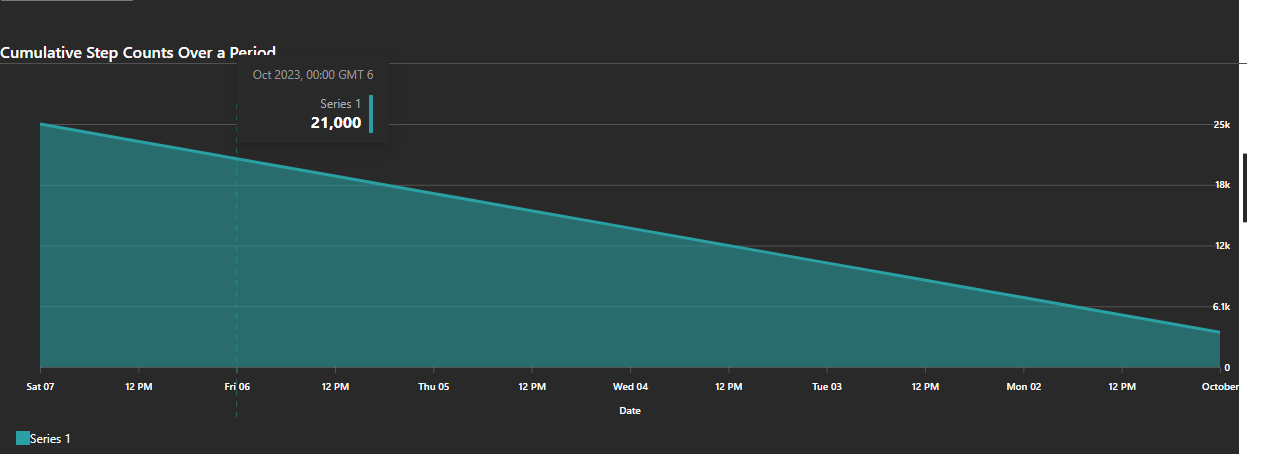 Cumulative Step Counts Over a Period
Oct 2023, 00:00 GMT 6
Series 1
21,000
25k
18k
12k
6.1k
0
Sat 07 12 PM Fri 06 12 PM Thu 05 12 PM Wed 04 12 PM Tue 03 12 PM Mon 02 12 PM October
Date
Series 1